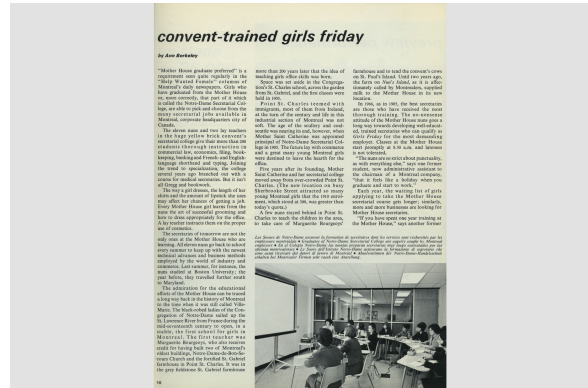 convent-trained girls friday
by Ann Berkeley
"Mother House graduate preferred" is a
requirement seen quite regularly in the
"Help Wanted Female" columns of
Montreal's daily newspapers. Girls who
have graduated from the Mother House
or, more correctly, that part of it which
is called the Notre-Dame Secretarial Col-
lege, are able to pick and choose from the
many secretarial jobs available in
Montreal, corporate headquarters city of
Canada.
The eleven nuns and two lay teachers
in the huge yellow brick convent's
secretarial college give their more than 200
students thorough instruction in
commercial law, economics, filing, book-
keeping, banking and French- and English-
language shorthand and typing. Joining
the trend to specialization, the college
several years ago branched out with a
course for medical secretaries. But it isn't
all Gregg and bookwork.
The way a girl dresses, the length of her
skirts and the amount of lipstick she uses
may affect her chances of getting a job.
Every Mother House girl learns from the
nuns the art of successful grooming and
how to dress appropriately for the office.
A lay teacher instructs them on the proper
use of cosmetics.
The secretaries of tomorrow are not the
only ones at the Mother House who are
learning. All eleven nuns go back to school
every summer to keep up with the newest
technical advances and business methods
employed by the world of industry and
commerce. Last summer, for instance, the
nuns studied at Boston University; the
year before, they travelled further south
to Maryland.
The admiration for the educational
efforts of the Mother House can be traced
a long way back in the history of Montreal
to the time when it was still called Ville-
Marie. The black-robed ladies of the Con-
gregation of Notre-Dame sailed up the
St. Lawrence River from France during the
mid-seventeenth century to open, in a
stable, the first school for girls in
Montreal. The first teacher was
Marguerite Bourgeoys, who also receives
credit for having built two of Montreal's
oldest buildings, Notre-Dame-de-Bon-Se-
cours Church and the fortified St. Gabriel
farmhouse in Point St. Charles. It was in
the grey fieldstone St. Gabriel farmhouse
more than 200 years later that the idea of
teaching girls office skills was born.
Space was set aside in the Congrega-
tion's St. Charles school, across the garden
from St. Gabriel, and the first classes were
held in 1903.
Point St. Charles teemed with
immigrants, most of them from Ireland,
at the turn of the century and life in this
industrial section of Montreal was not
soft. The age of the scullery and cook-
maids was nearing its end, however, when
Mother Saint Catherine was appointed
principal of Notre-Dame Secretarial Col-
lege in 1903. The future lay with commerce
and a great many young Montreal girls
were destined to leave the hearth for the
office.
Five years after its founding, Mother
Saint Catherine and her secretarial college
moved away from over-crowded Point St.
Charles. (The new location on busy
Sherbrooke Street attracted so many
young Montreal girls that the 1910 enrol-
ment, which stood at 300, was greater than
today's quota.)
A few nuns stayed behind in Point St.
Charles to teach the children in the area,
to take care of Marguerite Bourgeoys'
farmhouse and to tend the convent's cows
on St. Paul's Island. Until two years ago,
the farm on Nun's Island, as it is affec-
tionately called by Montrealers, supplied
milk to the Mother House in its new
location.
In 1966, as in 1903, the best secretaries
are those who have received the most
thorough training. The no-nonsense
attitude of the Mother House nuns goes a
long way towards developing well-educat-
ed, trained secretaries who can qualify as
Girls Friday for the most demanding
employer. Classes at the Mother House
start promptly at 8.50 a.m. and lateness
is not tolerated.
"The nuns are so strict about punctuality,
as with everything else," says one former
student, now administrative assistant to
the chairman of a Montreal company,
"that it feels like a holiday when you
graduate and start to work."
Each year, the waiting list of girls
anxious to take the Mother House
secretarial course gets longer; similarly,
more and more businesses are looking for
Mother House secretaries.
"If you have spent one year training at
the Mother House," says another former
16